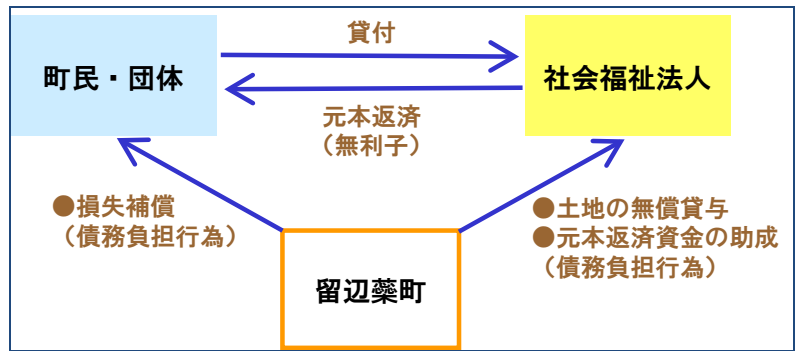 貸付
町民・団体
社会福祉法人
元本返済
（無利子）
●損失補償
（債務負担行為）
●土地の無償貸与
●元本返済資金の助成
（債務負担行為）
留辺薬町